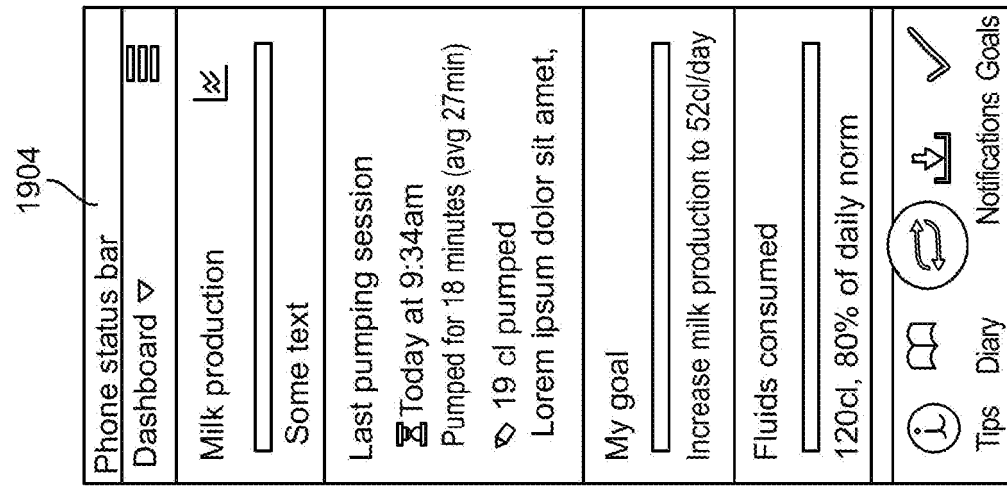 1904
Phone status bar
Dashboard
Milk production
Some text
Last pumping session
Today at 9:34am
Pumped for 18 minutes (avg 27min)
19 cl pumped
Lorem ipsum dolor sit amet,
My goal
Increase milk production to 52cl/day
Fluids consumed
120cl, 80% of daily norm
i
Tips Diary Notifications Goals